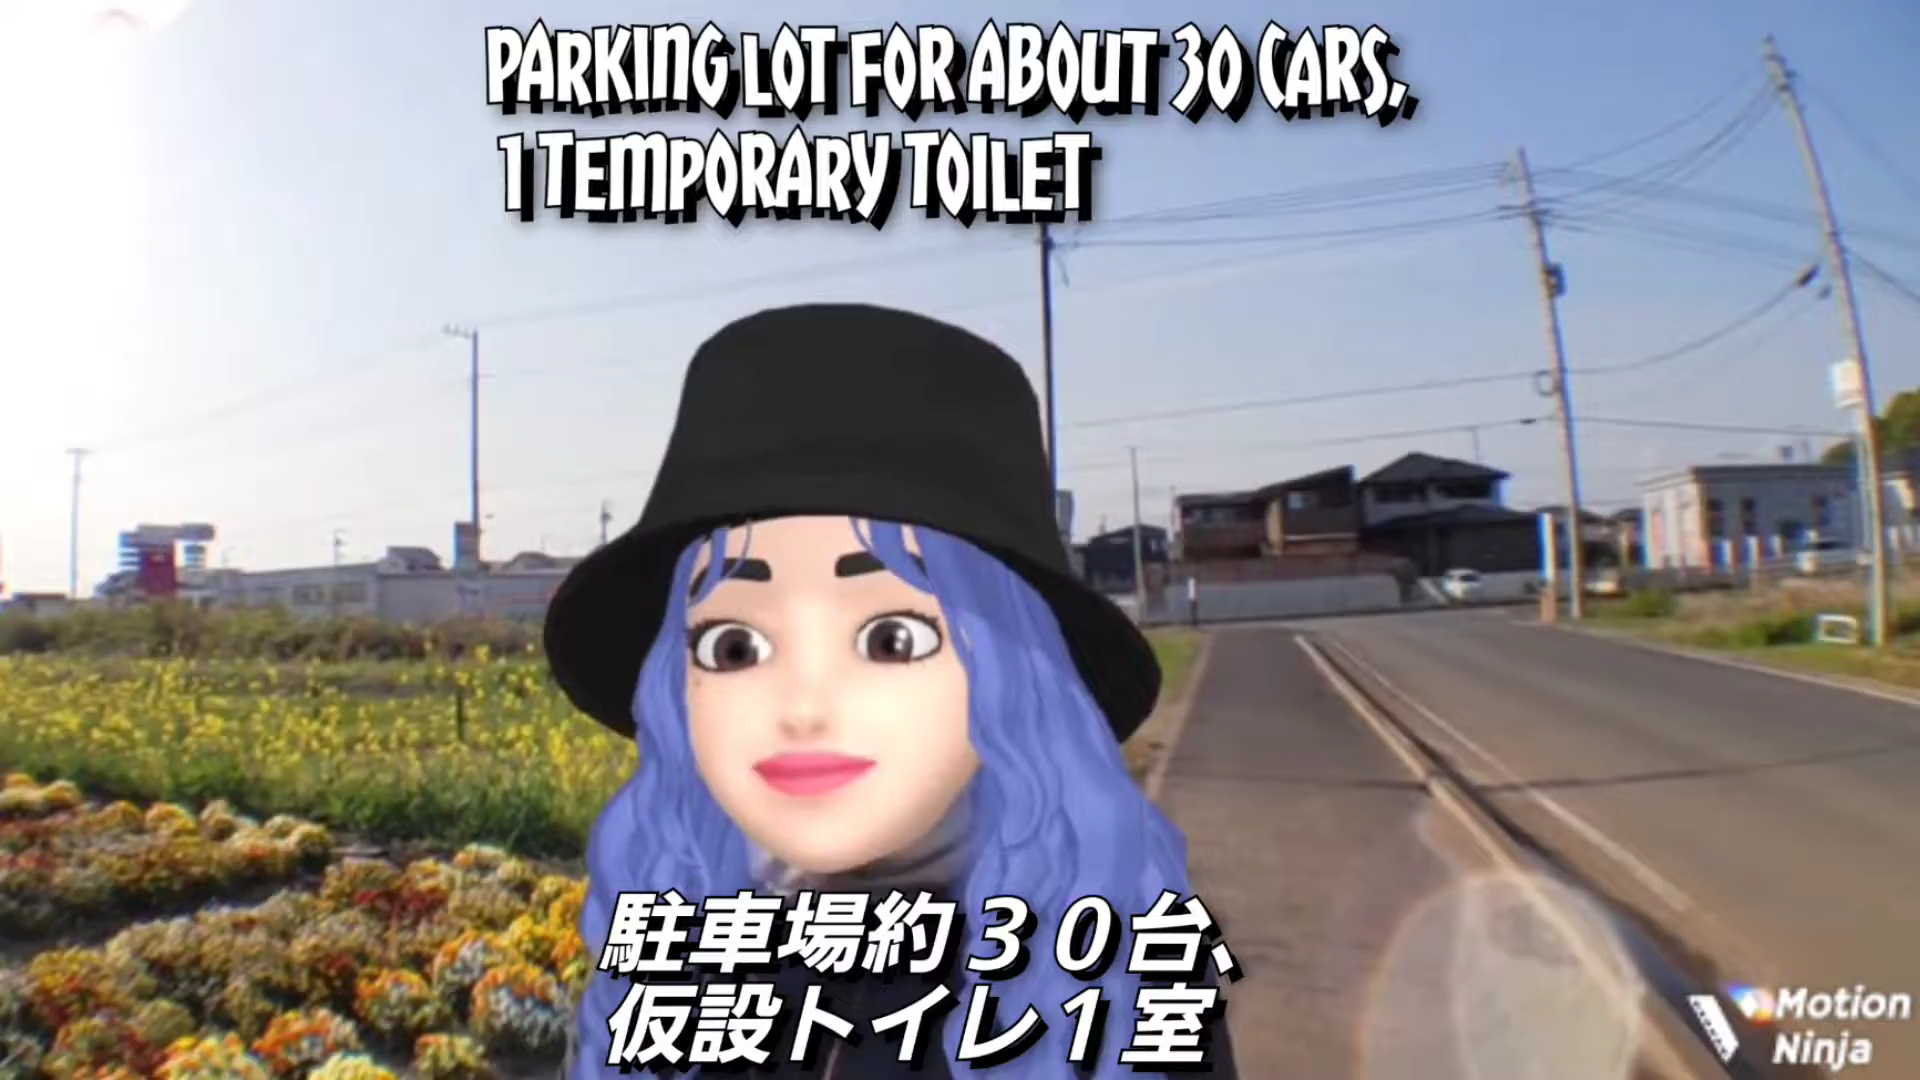 PARKING LOT FOR ABOUT 30 CARS,
1 TEMPORARY TOILET
駐車場約３０台、
仮設トイレ１室
Motion
Ninja